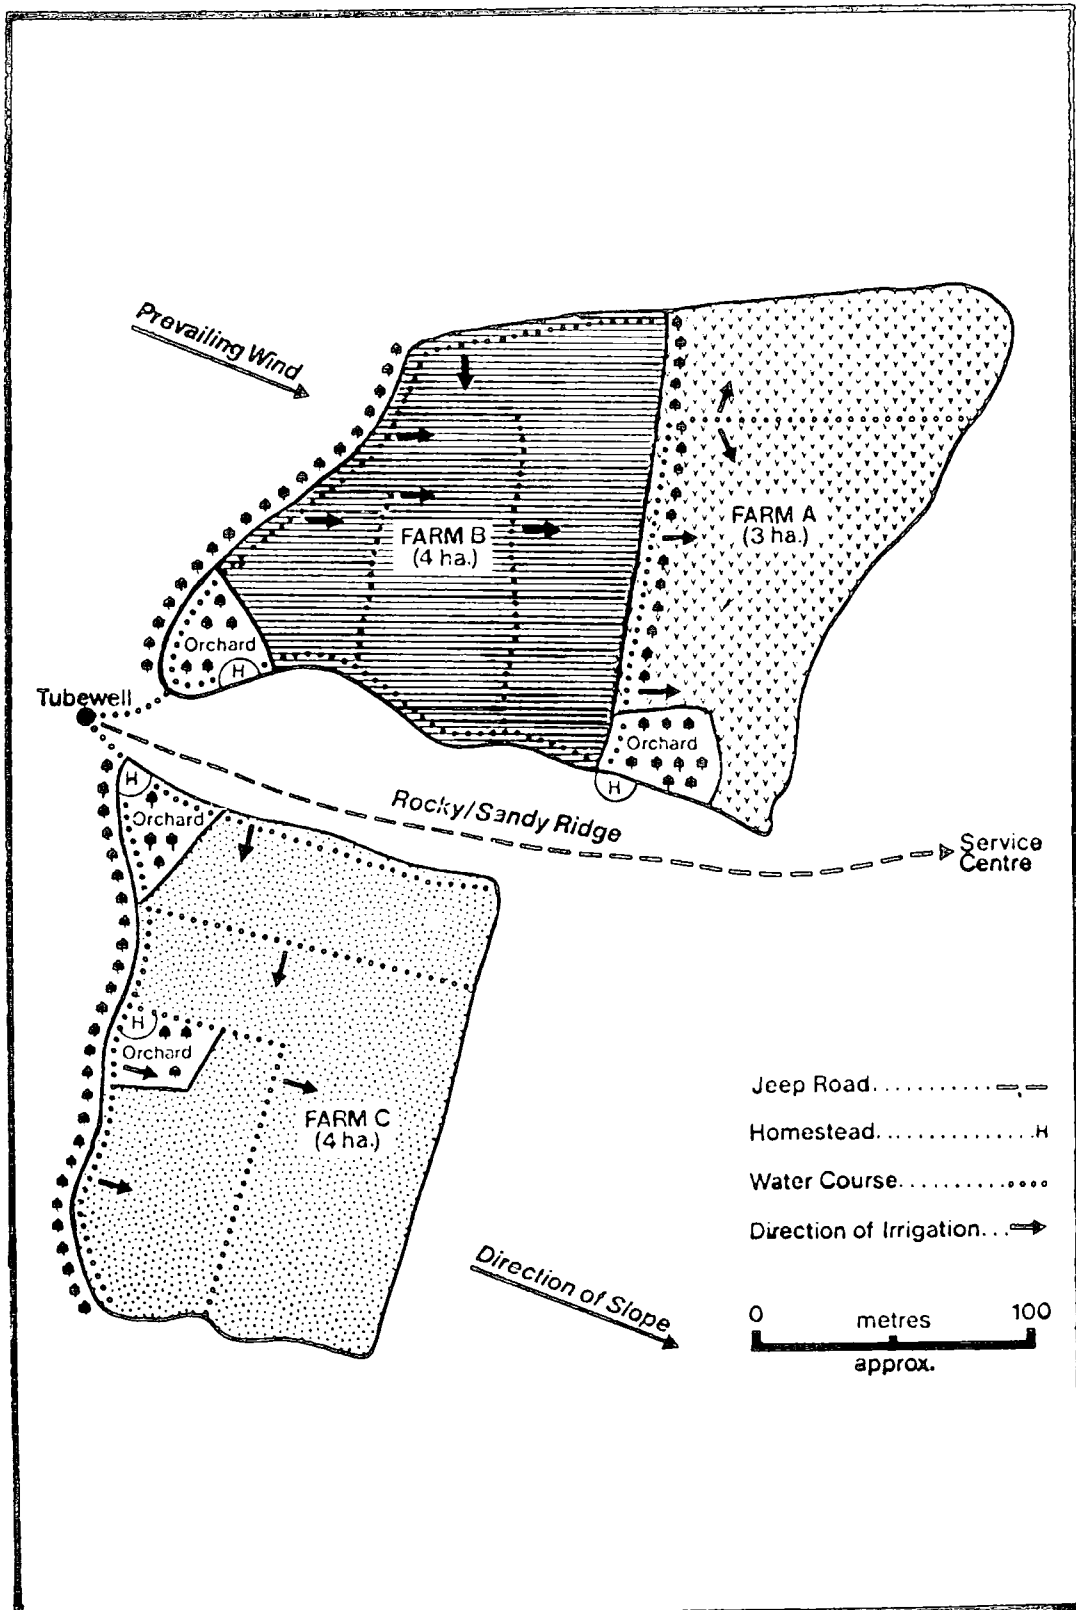 Prevailing Wind
FARM B
(4 ha.)
FARM A
(3 ha.)
Orchard
H
Tubewell
Orchard
H
H
Orchard
Rocky/Sandy Ridge
Service
Centre
H
Orchard
FARM C
(4 ha.)
Jeep Road
Homestead H
Water Course
Direction of Irrigation
Direction of Slope
0 metres 100
approx.